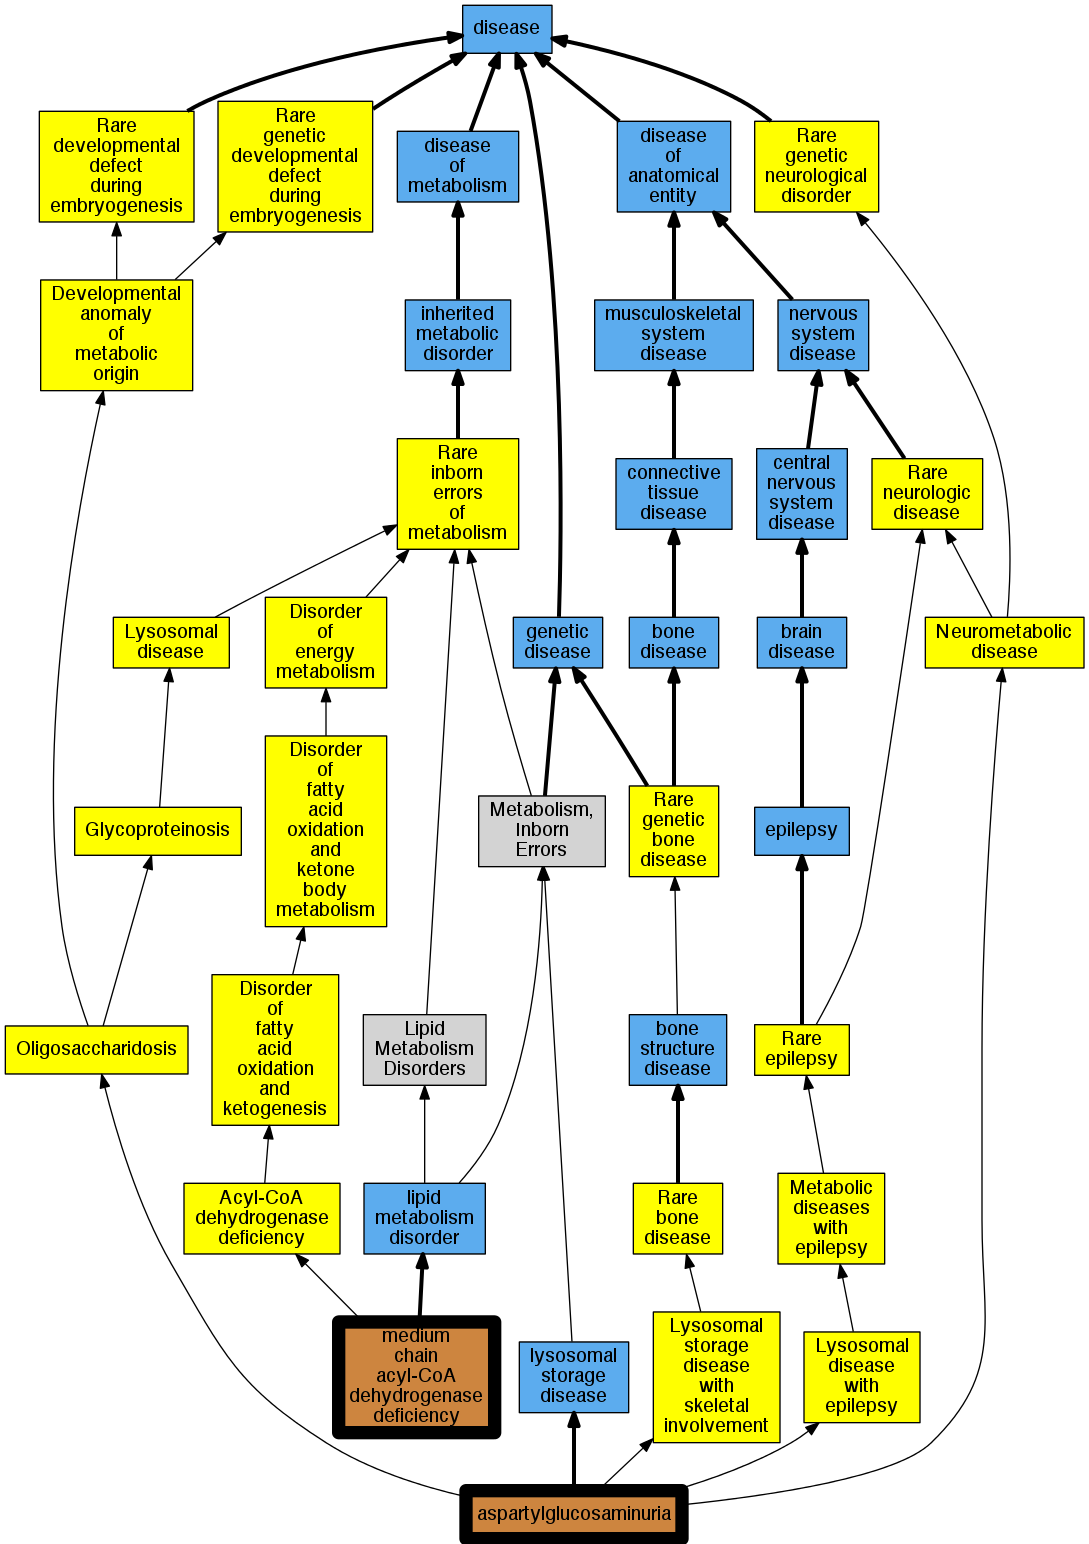 disease
Rare
developmental
defect
during
embryogenesis
Rare
genetic
developmental
defect
during
embryogenesis
disease
of
metabolism
disease
of
anatomical
entity
Rare
genetic
neurological
disorder
Developmental
anomaly
of
metabolic
origin
inherited
metabolic
disorder
musculoskeletal
system
disease
nervous
system
disease
Rare
inborn
errors
of
metabolism
connective
tissue
disease
central
nervous
system
disease
Rare
neurologic
disease
Lysosomal
disease
Disorder
of
energy
metabolism
genetic
disease
bone
disease
brain
disease
Neurometabolic
disease
Glycoproteinosis
Disorder
of
fatty
acid
oxidation
and
ketone
body
metabolism
Metabolism,
Inborn
Errors
Rare
genetic
bone
disease
epilepsy
Oligosaccharidosis
Disorder
of
fatty
acid
oxidation
and
ketogenesis
Lipid
Metabolism
Disorders
bone
structure
disease
Rare
epilepsy
Acyl-CoA
dehydrogenase
deficiency
lipid
metabolism
disorder
Rare
bone
disease
Metabolic
diseases
with
epilepsy
medium
chain
acyl-CoA
dehydrogenase
deficiency
lysosomal
storage
disease
Lysosomal
storage
disease
with
skeletal
involvement
Lysosomal
disease
with
epilepsy
aspartylglucosaminuria